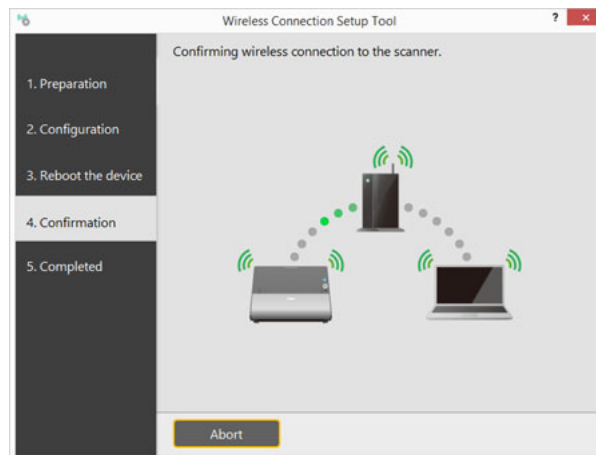 Wireless Connection Setup Tool
?
Confirming wireless connection to the scanner.
1. Preparation
2. Configuration
3. Reboot the device
4. Confirmation
5. Completed
Abort